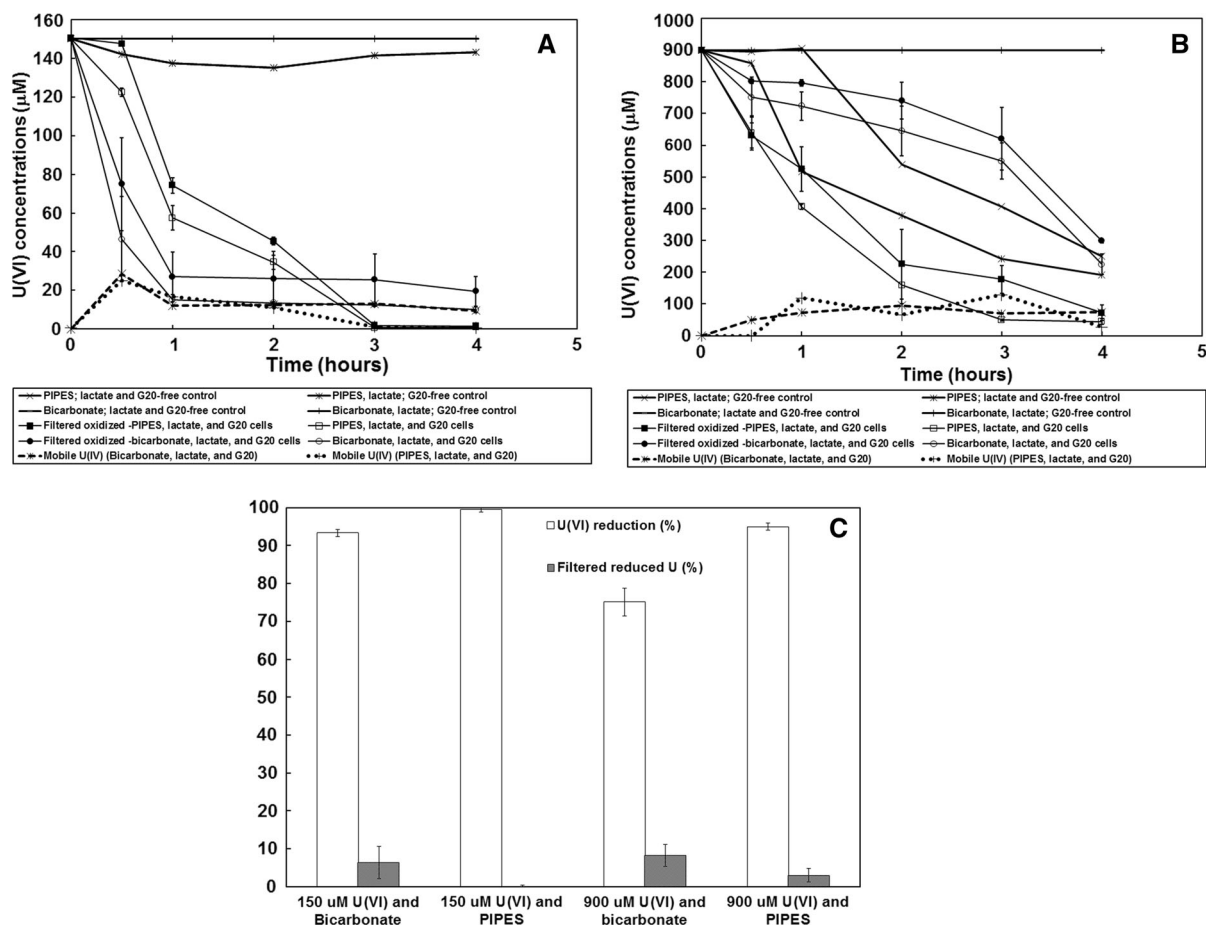 160
140
120
100
80
60
40
20
0
U(VI) concentrations (µM)
A
0 1 2 3 4 5
Time (hours)
PIPES; lactate and G20-free control
PIPES, lactate; G20-free control
Bicarbonate; lactate and G20-free control
Bicarbonate, lactate; G20-free control
Filtered oxidized -PIPES, lactate, and G20 cells
PIPES, lactate, and G20 cells
Filtered oxidized -bicarbonate, lactate, and G20 cells
Bicarbonate, lactate, and G20 cells
Mobile U(IV) (Bicarbonate, lactate, and G20)
Mobile U(IV) (PIPES, lactate, and G20)
1000
900
800
700
600
500
400
300
200
100
0
U(VI) concentrations (µM)
B
0 1 2 3 4 5
Time (hours)
PIPES, lactate; G20-free control
PIPES; lactate and G20-free control
Bicarbonate; lactate and G20-free control
Bicarbonate, lactate; G20-free control
Filtered oxidized -PIPES, lactate, and G20 cells
PIPES, lactate, and G20 cells
Filtered oxidized -bicarbonate, lactate, and G20 cells
Bicarbonate, lactate, and G20 cells
Mobile U(IV) (Bicarbonate, lactate, and G20)
Mobile U(IV) (PIPES, lactate, and G20)
100
90
80
70
60
50
40
30
20
10
0
U(VI) reduction (%)
Filtered reduced U (%)
C
150 uM U(VI) and
Bicarbonate
150 uM U(VI) and
PIPES
900 uM U(VI) and
bicarbonate
900 uM U(VI) and
PIPES